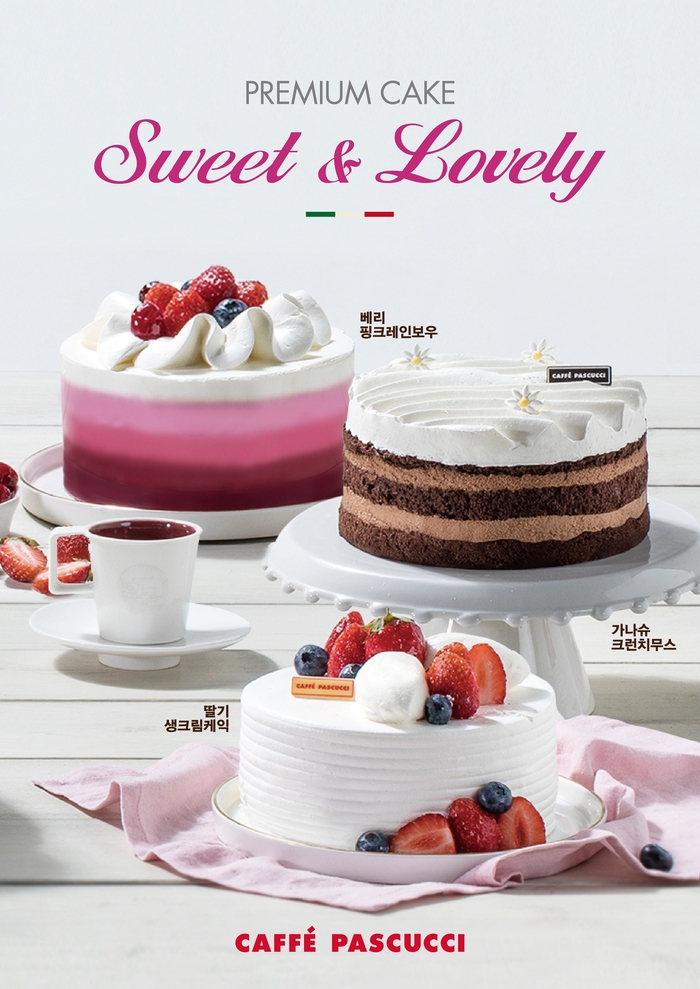 PREMIUM CAKE
Sweet & Lovely
베리
핑크레인보우
CAFFÉ PASCUCCI
가나슈
크런치무스
CAFFÉ PASCUCCI
딸기
생크림케익
CAFFÉ PASCUCCI